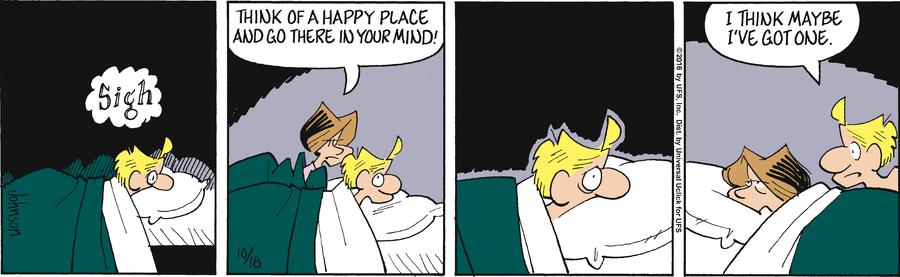 Sigh
JOHNSON
THINK OF A HAPPY PLACE
AND GO THERE IN YOUR MIND!
10/18
©2016 by UFS, Inc. Dist. by Universal Uclick for UFS
I THINK MAYBE
I'VE GOT ONE.